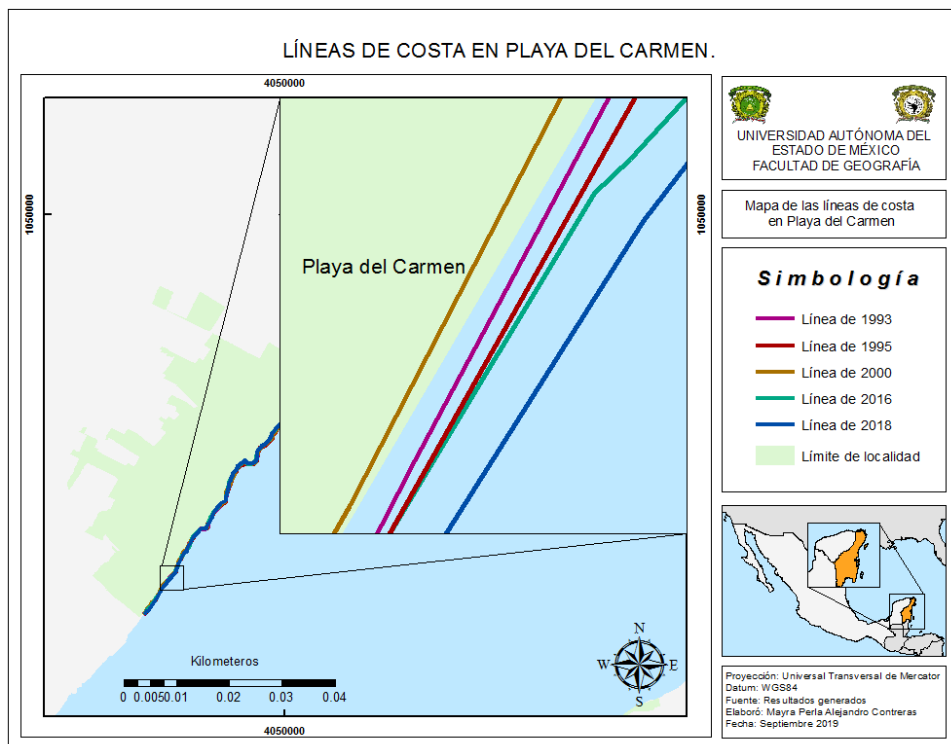 LÍNEAS DE COSTA EN PLAYA DEL CARMEN.
4050000
1050000
1050000
Playa del Carmen
Kilometeros
0 0.0050.01 0.02 0.03 0.04
N
W E
S
4050000
UNIVERSIDAD AUTÓNOMA DEL
ESTADO DE MÉXICO
FACULTAD DE GEOGRAFÍA
Mapa de las líneas de costa
en Playa del Carmen
Simbología
Línea de 1993
Línea de 1995
Línea de 2000
Línea de 2016
Línea de 2018
Límite de localidad
Proyección: Universal Transversal de Mercator
Datum: WGS84
Fuente: Resultados generados
Elaboró: Mayra Perla Alejandro Contreras
Fecha: Septiembre 2019